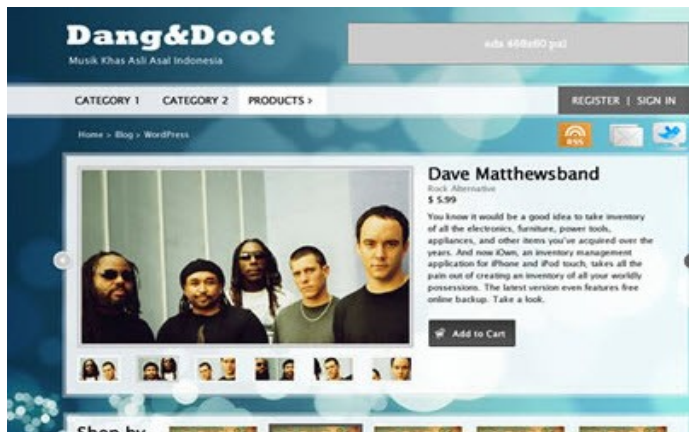 Dang&Doot
Musik Khas Asli Asal Indonesia
ads 468x60 pxl
CATEGORY 1 CATEGORY 2 PRODUCTS > REGISTER | SIGN IN
Home > Blog > WordPress
RSS
Dave Matthewsband
Rock Alternative
$ 5.99
You know it would be a good idea to take inventory
of all the electronics, furniture, power tools,
appliances, and other items you've acquired over the
years. And now iOwn, an inventory management
application for iPhone and iPod touch, takes all the
pain out of creating an inventory of all your worldly
possessions. The latest version even features free
online backup. Take a look.
Add to Cart
Shop by